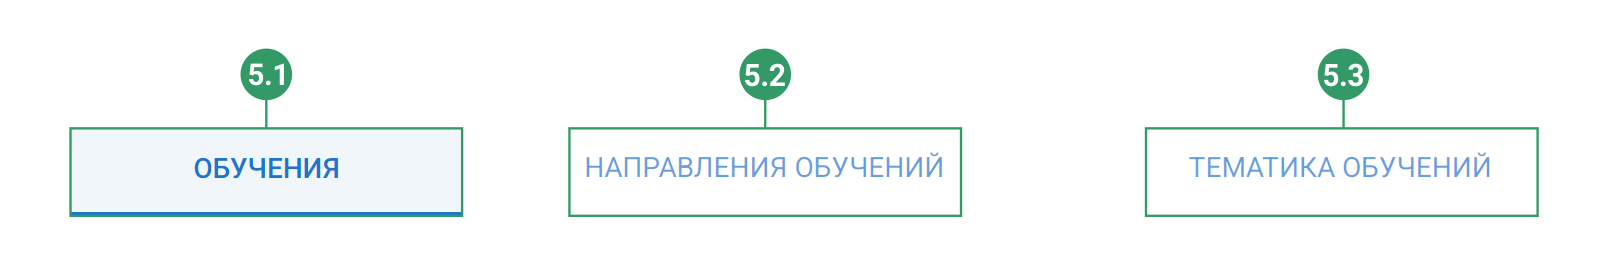 5.1
5.2
5.3
ОБУЧЕНИЯ
НАПРАВЛЕНИЯ ОБУЧЕНИЙ
ТЕМАТИКА ОБУЧЕНИЙ